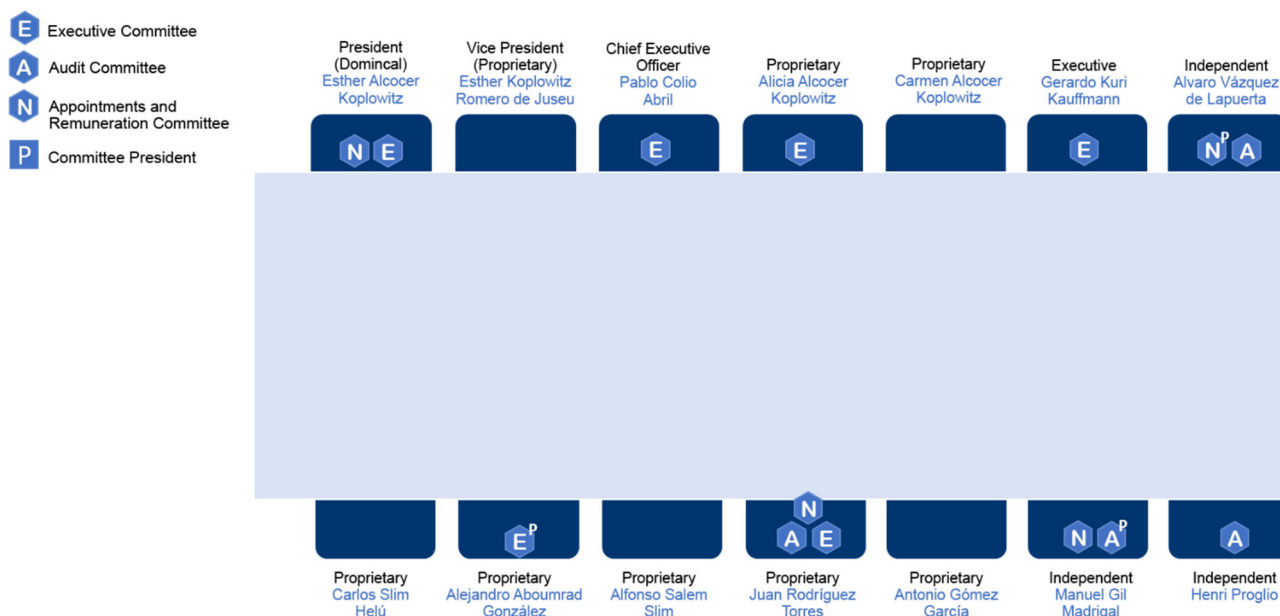 E Executive Committee
A Audit Committee
N Appointments and
Remuneration Committee
P Committee President
President
(Domincal)
Esther Alcocer
Koplowitz
Vice President
(Proprietary)
Esther Koplowitz
Romero de Juseu
Chief Executive
Officer
Pablo Colio
Abril
Proprietary
Alicia Alcocer
Koplowitz
Proprietary
Carmen Alcocer
Koplowitz
Executive
Gerardo Kuri
Kauffmann
Independent
Alvaro Vázquez
de Lapuerta
N E
E
E
E
N P A
N
E P
A E
N A P
A
Proprietary
Carlos Slim
Helú
Proprietary
Alejandro Aboumrad
González
Proprietary
Alfonso Salem
Slim
Proprietary
Juan Rodríguez
Torres
Proprietary
Antonio Gómez
García
Independent
Manuel Gil
Madrigal
Independent
Henri Proglio